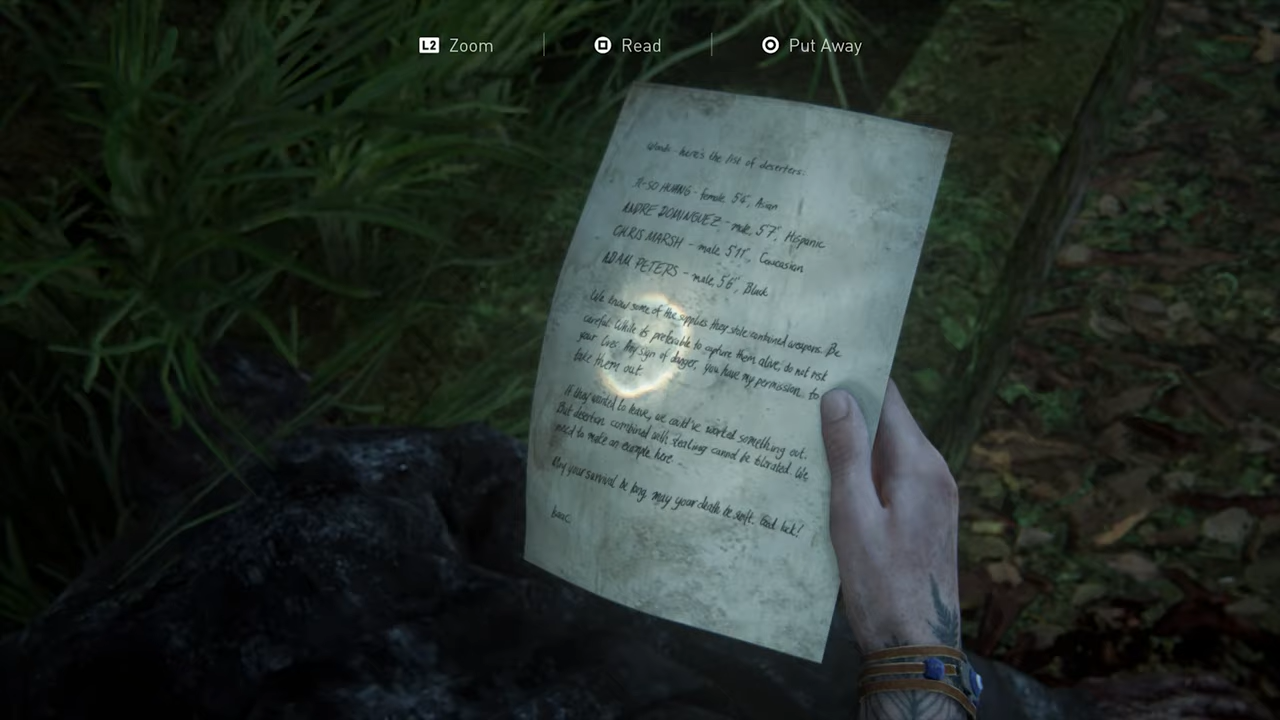 L2 Zoom
Read
Put Away
Woods - here's the list of deserters:
JI-SO HUANG - female, 5'4", Asian
ANDRE DOMINGUEZ - male, 5'7", Hispanic
CHRIS MARSH - male, 5'11", Caucasian
ADAM PETERS - male, 5'6", Black
We know some of the supplies they stole contained weapons. Be
careful. While it's preferable to capture them alive, do not risk
your lives. Any sign of danger, you have my permission to
take them out.
If they wanted to leave, we could've worked something out.
But desertion combined with stealing cannot be tolerated. We
need to make an example here.
May your survival be long, may your death be swift. Good luck!
Isaac